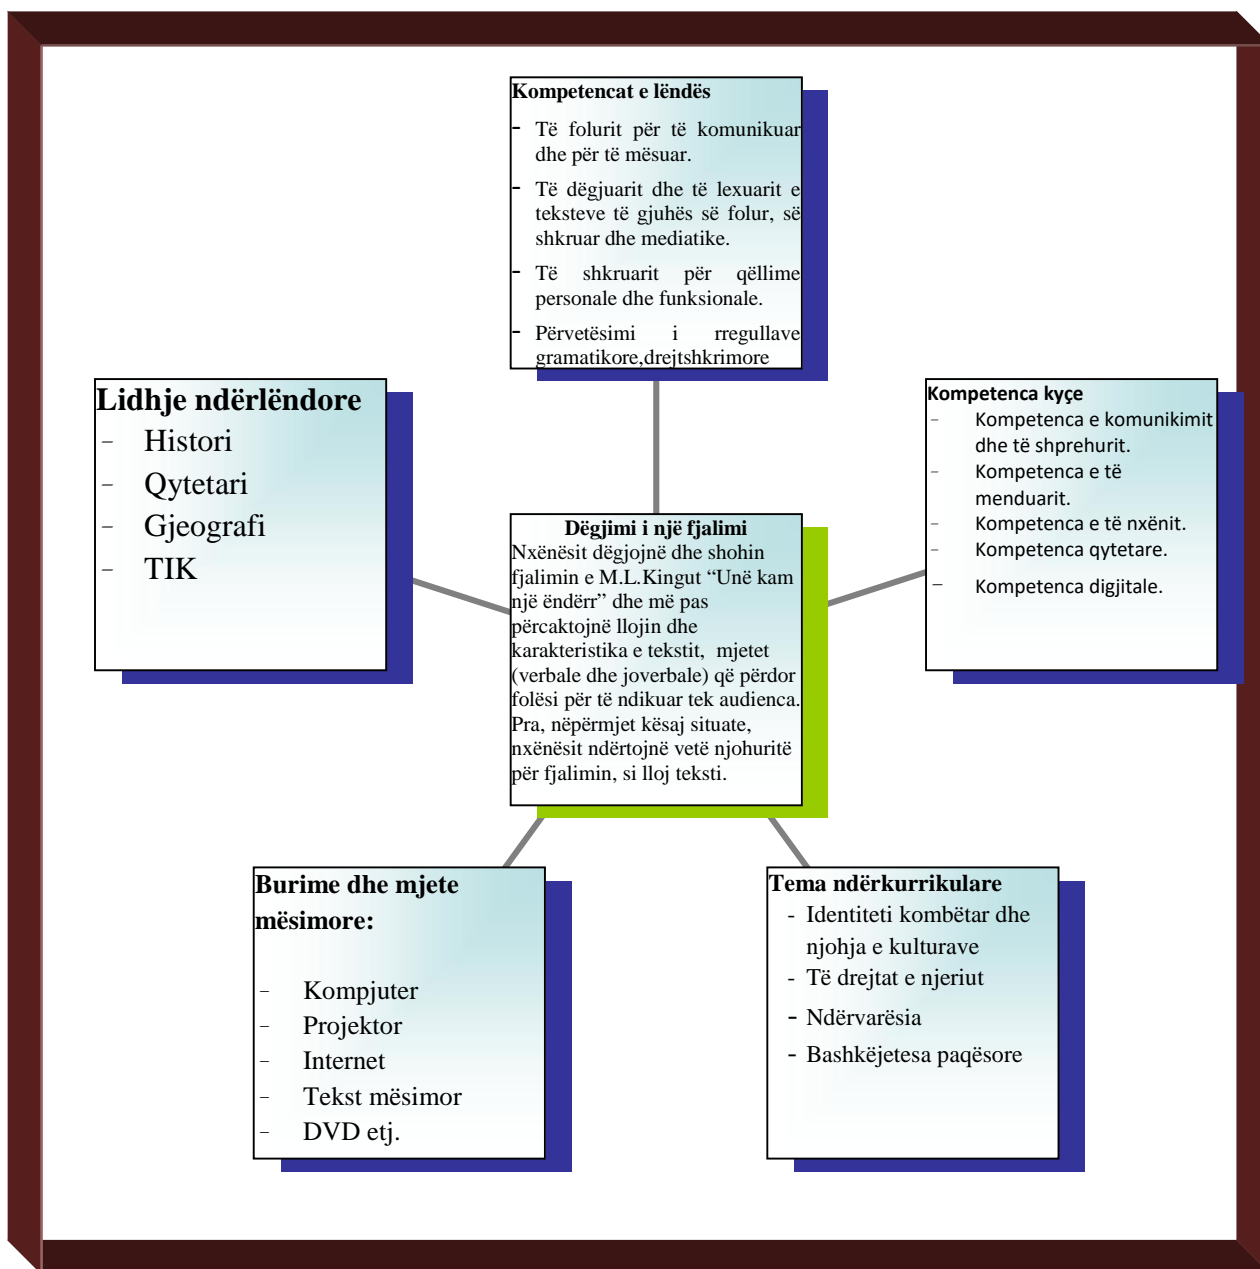 Kompetencat e lëndës
- Të folurit për të komunikuar
dhe për të mësuar.
- Të dëgjuarit dhe të lexuarit e
teksteve të gjuhës së folur, së
shkruar dhe mediatike.
- Të shkruarit për qëllime
personale dhe funksionale.
- Përvetësimi i rregullave
gramatikore,drejtshkrimore
Lidhje ndërlëndore
- Histori
- Qytetari
- Gjeografi
- TIK
Kompetenca kyçe
- Kompetenca e komunikimit
dhe të shprehurit.
- Kompetenca e të
menduarit.
- Kompetenca e të nxënit.
- Kompetenca qytetare.
- Kompetenca digjitale.
Dëgjimi i një fjalimi
Nxënësit dëgjojnë dhe shohin
fjalimin e M.L.Kingut “Unë kam
një ëndërr” dhe më pas
përcaktojnë llojin dhe
karakteristika e tekstit, mjetet
(verbale dhe joverbale) që përdor
folësi për të ndikuar tek audienca.
Pra, nëpërmjet kësaj situate,
nxënësit ndërtojnë vetë njohuritë
për fjalimin, si lloj teksti.
Burime dhe mjete
mësimore:
- Kompjuter
- Projektor
- Internet
- Tekst mësimor
- DVD etj.
Tema ndërkurrikulare
- Identiteti kombëtar dhe
njohja e kulturave
- Të drejtat e njeriut
- Ndërvarësia
- Bashkëjetesa paqësore